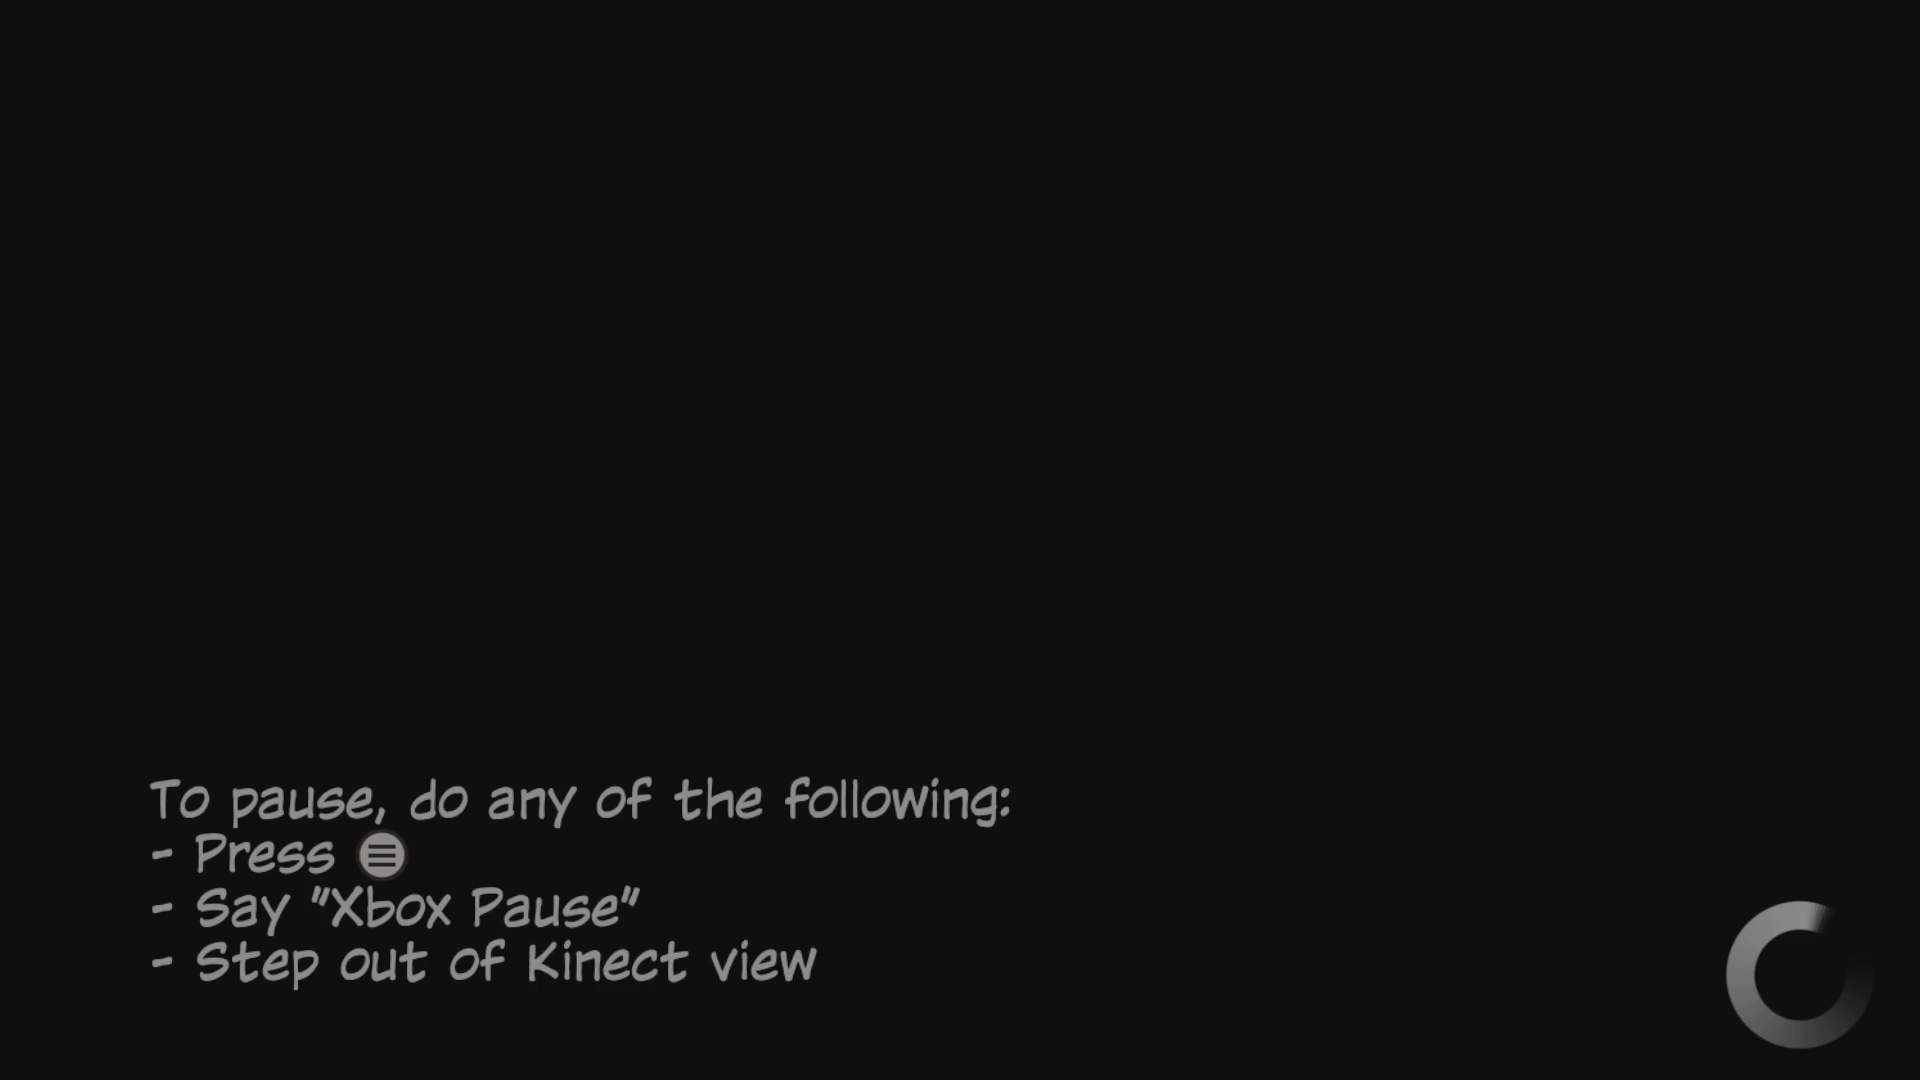 To pause, do any of the following:
- Press
- Say "Xbox Pause"
- Step out of Kinect view